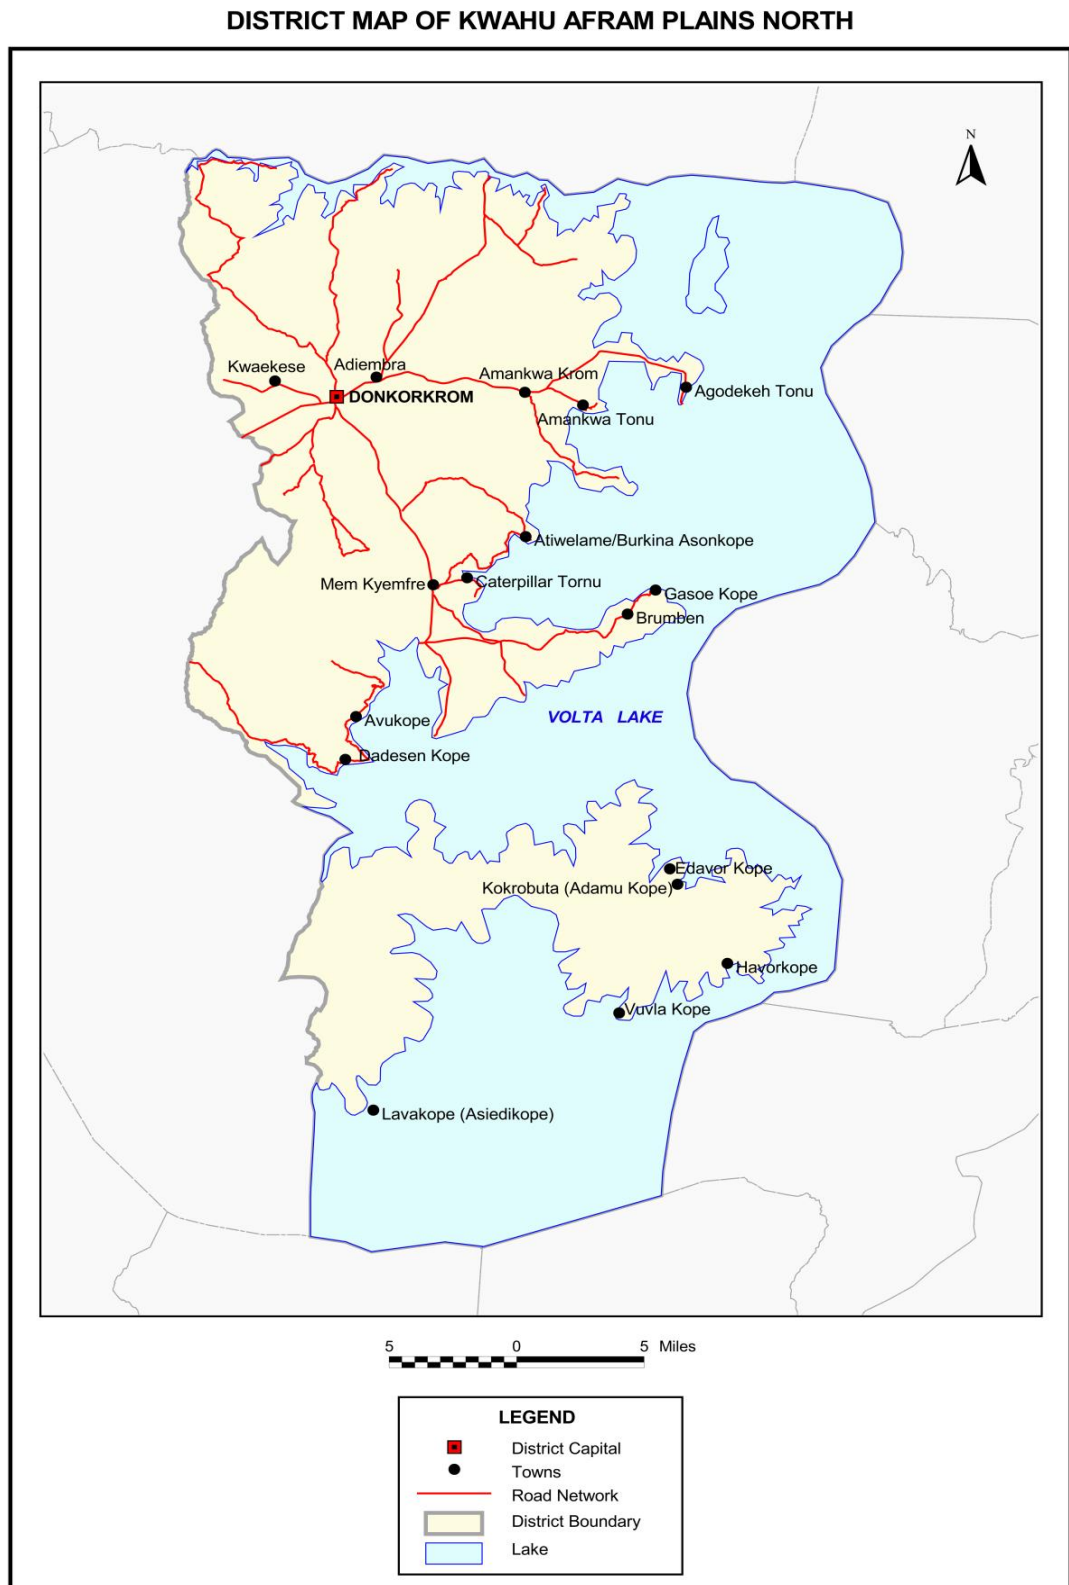 DISTRICT MAP OF KWAHU AFRAM PLAINS NORTH
N
Kwaekese
Adiembra
DONKORKROM
Amankwa Krom
Amankwa Tonu
Agodekeh Tonu
Atiwelame/Burkina Asonkope
Mem Kyemfre
Caterpillar Tornu
Gasoe Kope
Brumben
VOLTA LAKE
Avukope
Dadesen Kope
Edavor Kope
Kokrobuta (Adamu Kope)
Havorkope
Vuvla Kope
Lavakope (Asiedikope)
5 0 5 Miles
LEGEND
District Capital
Towns
Road Network
District Boundary
Lake